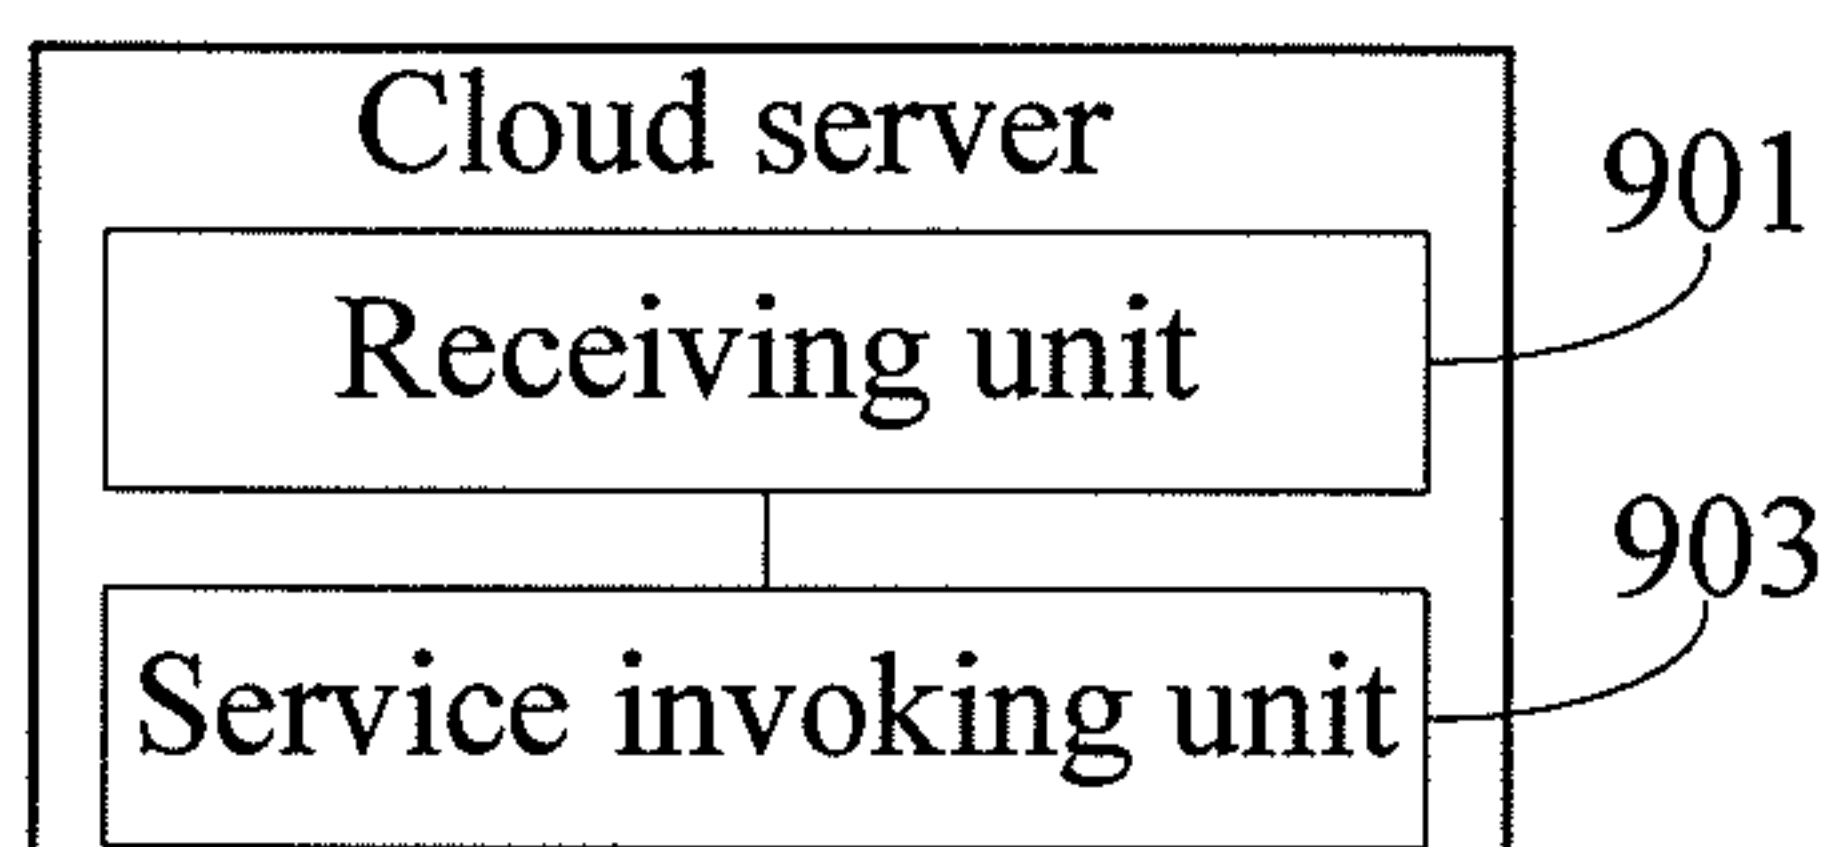 Cloud server
901
Receiving unit
903
Service invoking unit